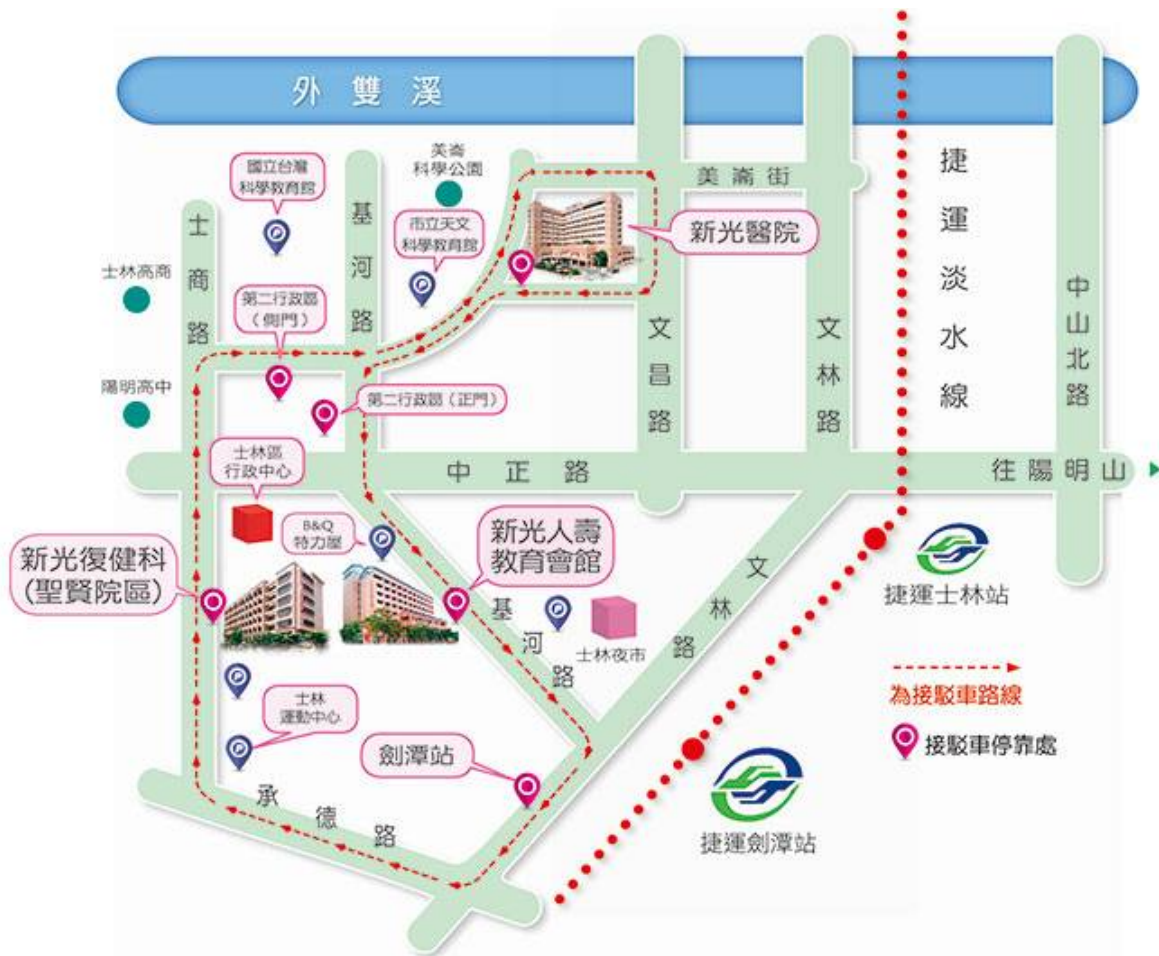 外雙溪
國立台灣
科學教育館
美崙
科學公園
基河路
士商路
市立天文
科學教育館
美崙街
新光醫院
捷運淡水線
中山北路
士林高商
第二行政區
(側門)
文昌路
文林路
陽明高中
第二行政區(正門)
士林區
行政中心
中正路
往陽明山
B&Q
特力屋
新光人壽
教育會館
新光復健科
(聖賢院區)
基河路
士林夜市
文林路
捷運士林站
為接駁車路線
接駁車停靠處
士林
運動中心
劍潭站
承德路
捷運劍潭站